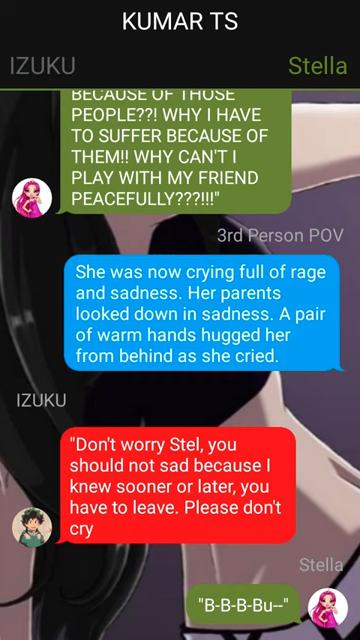 KUMAR TS
IZUKU
Stella
BECAUSE OF THOSE
PEOPLE??! WHY I HAVE
TO SUFFER BECAUSE OF
THEM!! WHY CAN'T I
PLAY WITH MY FRIEND
PEACEFULLY???!!!"
3rd Person POV
She was now crying full of rage
and sadness. Her parents
looked down in sadness. A pair
of warm hands hugged her
from behind as she cried.
IZUKU
"Don't worry Stel, you
should not sad because I
knew sooner or later, you
have to leave. Please don't
cry
Stella
"B-B-B-Bu--"